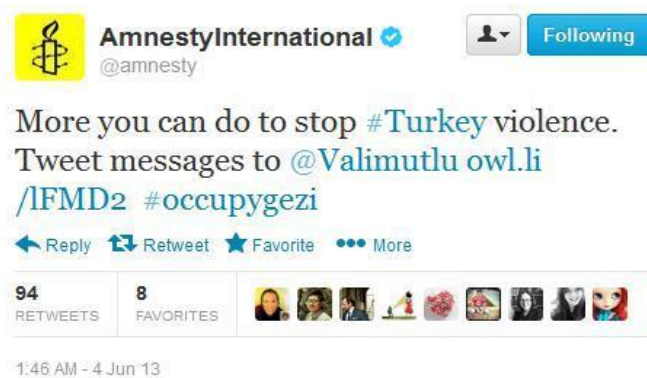 AmnestyInternational
Following
@amnesty
More you can do to stop #Turkey violence.
Tweet messages to @Valimutlu owl.li
/lFMD2 #occupygezi
Reply Retweet Favorite More
94 8
RETWEETS FAVORITES
1:46 AM - 4 Jun 13